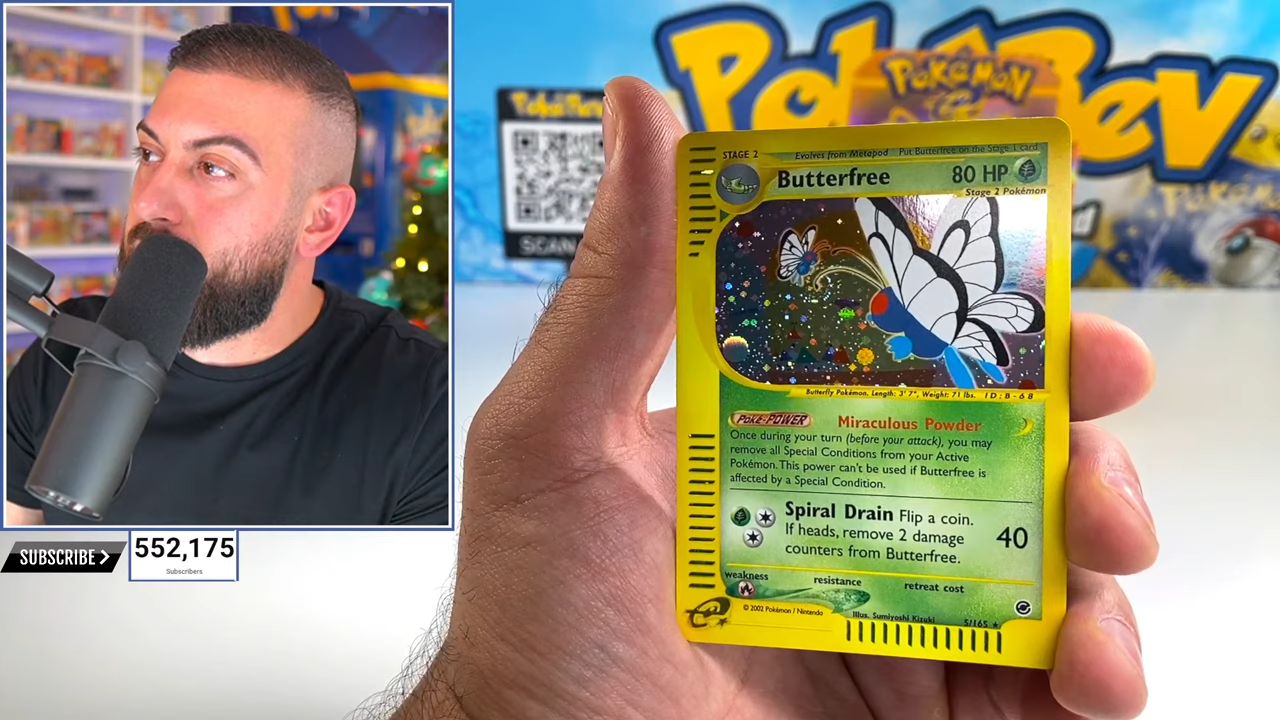 PokéRev
POKÉMON
SCAN
POKÉMON
SUBSCRIBE >
552,175
Subscribers
STAGE 2
Evolves from Metapod Put Butterfree on the Stage 1 card
Butterfree 80 HP
Stage 2 Pokémon
Butterfly Pokémon. Length: 3' 7", Weight: 71 lbs. ID: B-68
POKé-POWER Miraculous Powder
Once during your turn (before your attack), you may
remove all Special Conditions from your Active
Pokémon. This power can't be used if Butterfree is
affected by a Special Condition.
Spiral Drain Flip a coin.
If heads, remove 2 damage
counters from Butterfree.
40
weakness resistance retreat cost
© 2002 Pokémon / Nintendo
Illus. Sumiyoshi Kizuki
5/165 ★